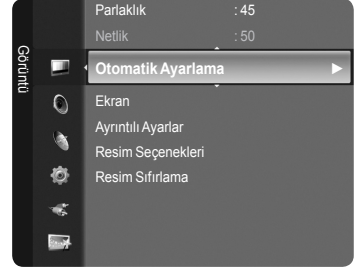 Görüntü
Parlaklık : 45
Netlik : 50
Otomatik Ayarlama
Ekran
Ayrıntılı Ayarlar
Resim Seçenekleri
Resim Sıfırlama